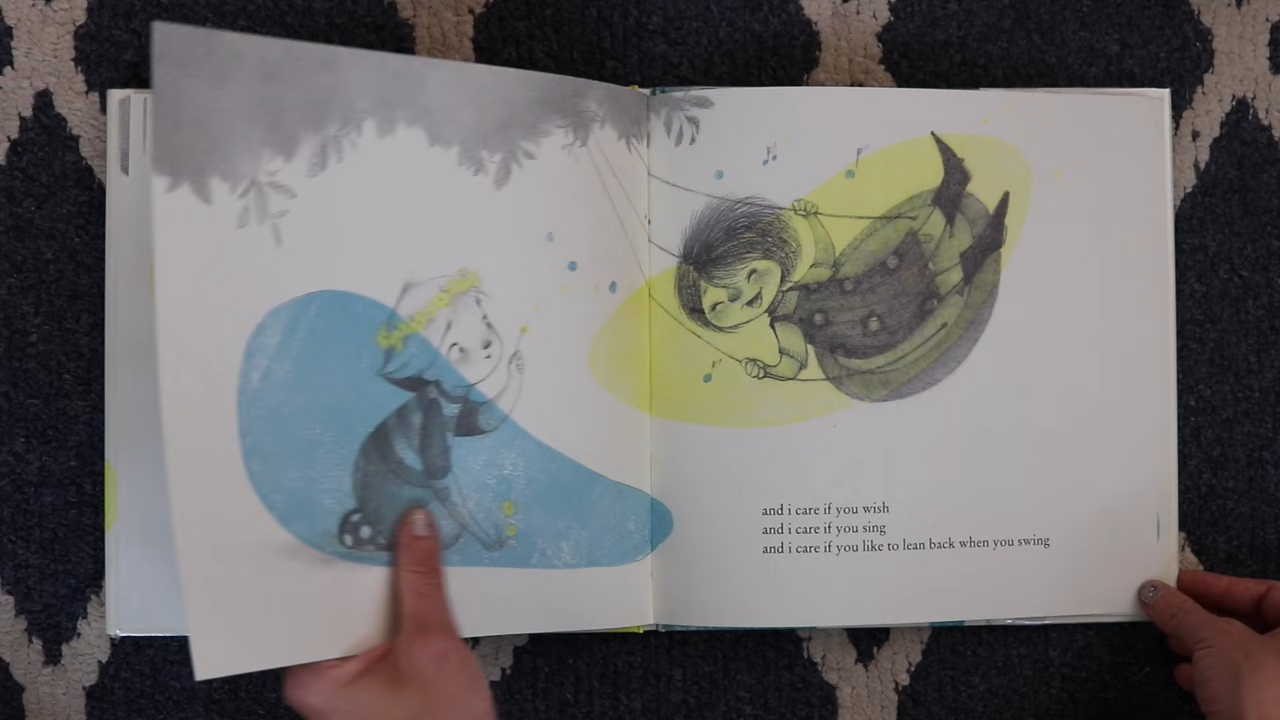 and i care if you wish
and i care if you sing
and i care if you like to lean back when you swing